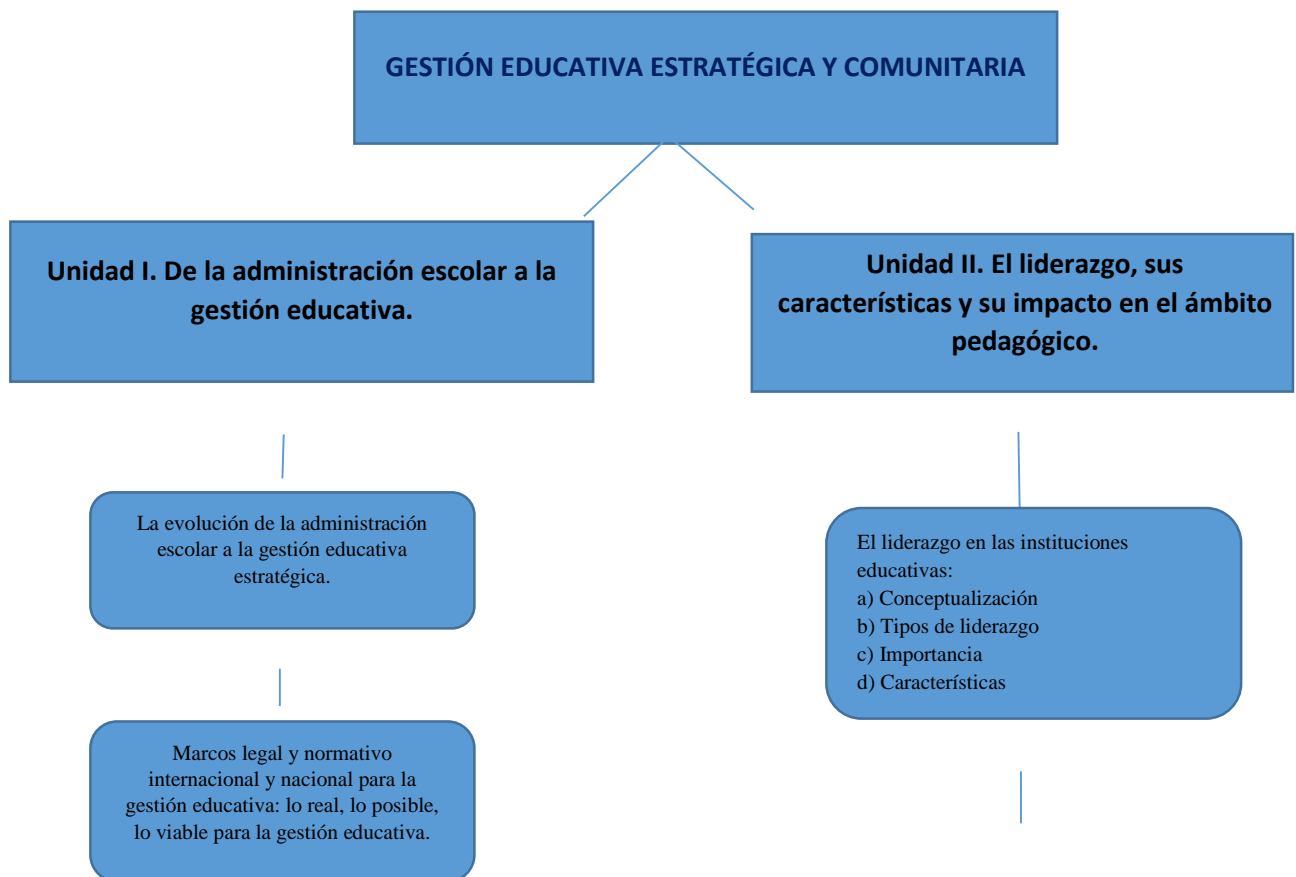 GESTIÓN EDUCATIVA ESTRATÉGICA Y COMUNITARIA
Unidad I. De la administración escolar a la
gestión educativa.
Unidad II. El liderazgo, sus
características y su impacto en el ámbito
pedagógico.
La evolución de la administración
escolar a la gestión educativa
estratégica.
Marcos legal y normativo
internacional y nacional para la
gestión educativa: lo real, lo posible,
lo viable para la gestión educativa.
El liderazgo en las instituciones
educativas:
a) Conceptualización
b) Tipos de liderazgo
c) Importancia
d) Características